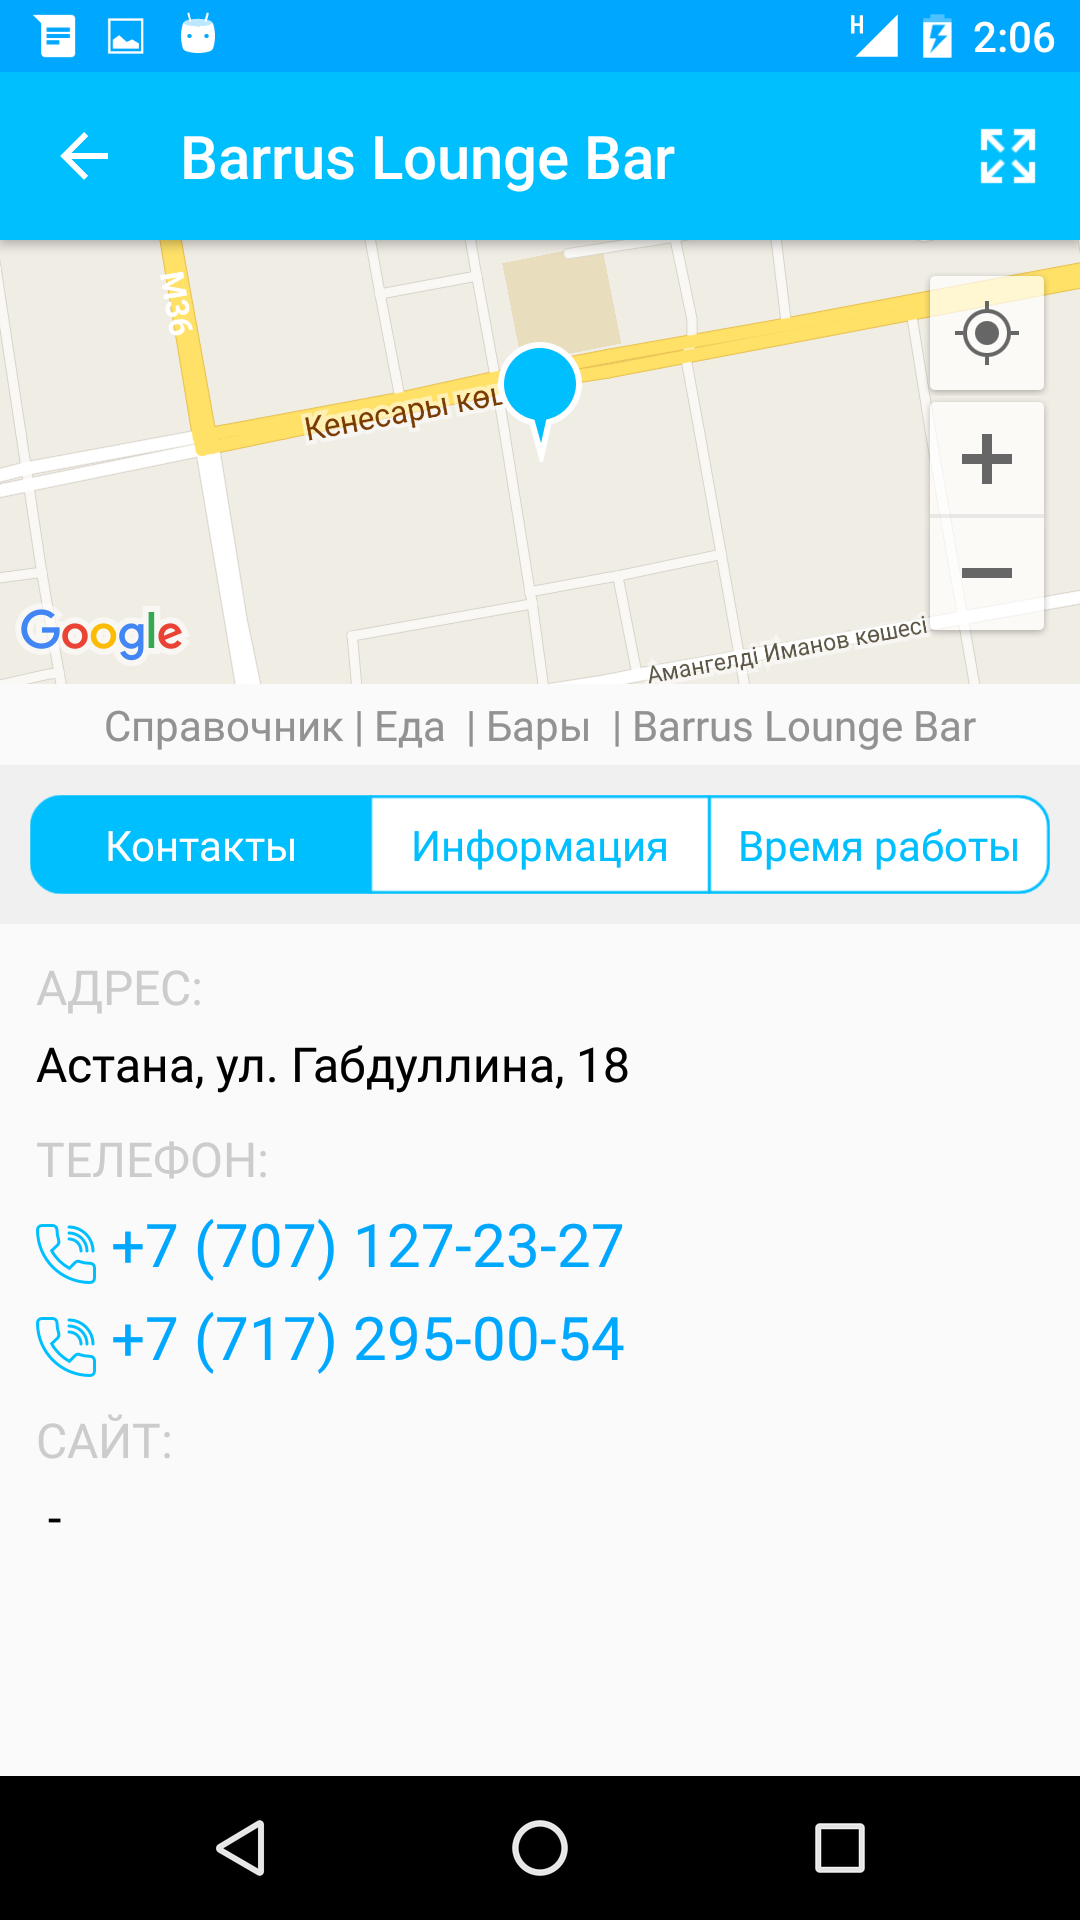 H 2:06
Barrus Lounge Bar
M36
Кенесары көш
Амангелді Иманов көшесі
Google
Справочник | Еда | Бары | Barrus Lounge Bar
Контакты Информация Время работы
АДРЕС:
Астана, ул. Габдуллина, 18
ТЕЛЕФОН:
+7 (707) 127-23-27
+7 (717) 295-00-54
САЙТ:
-